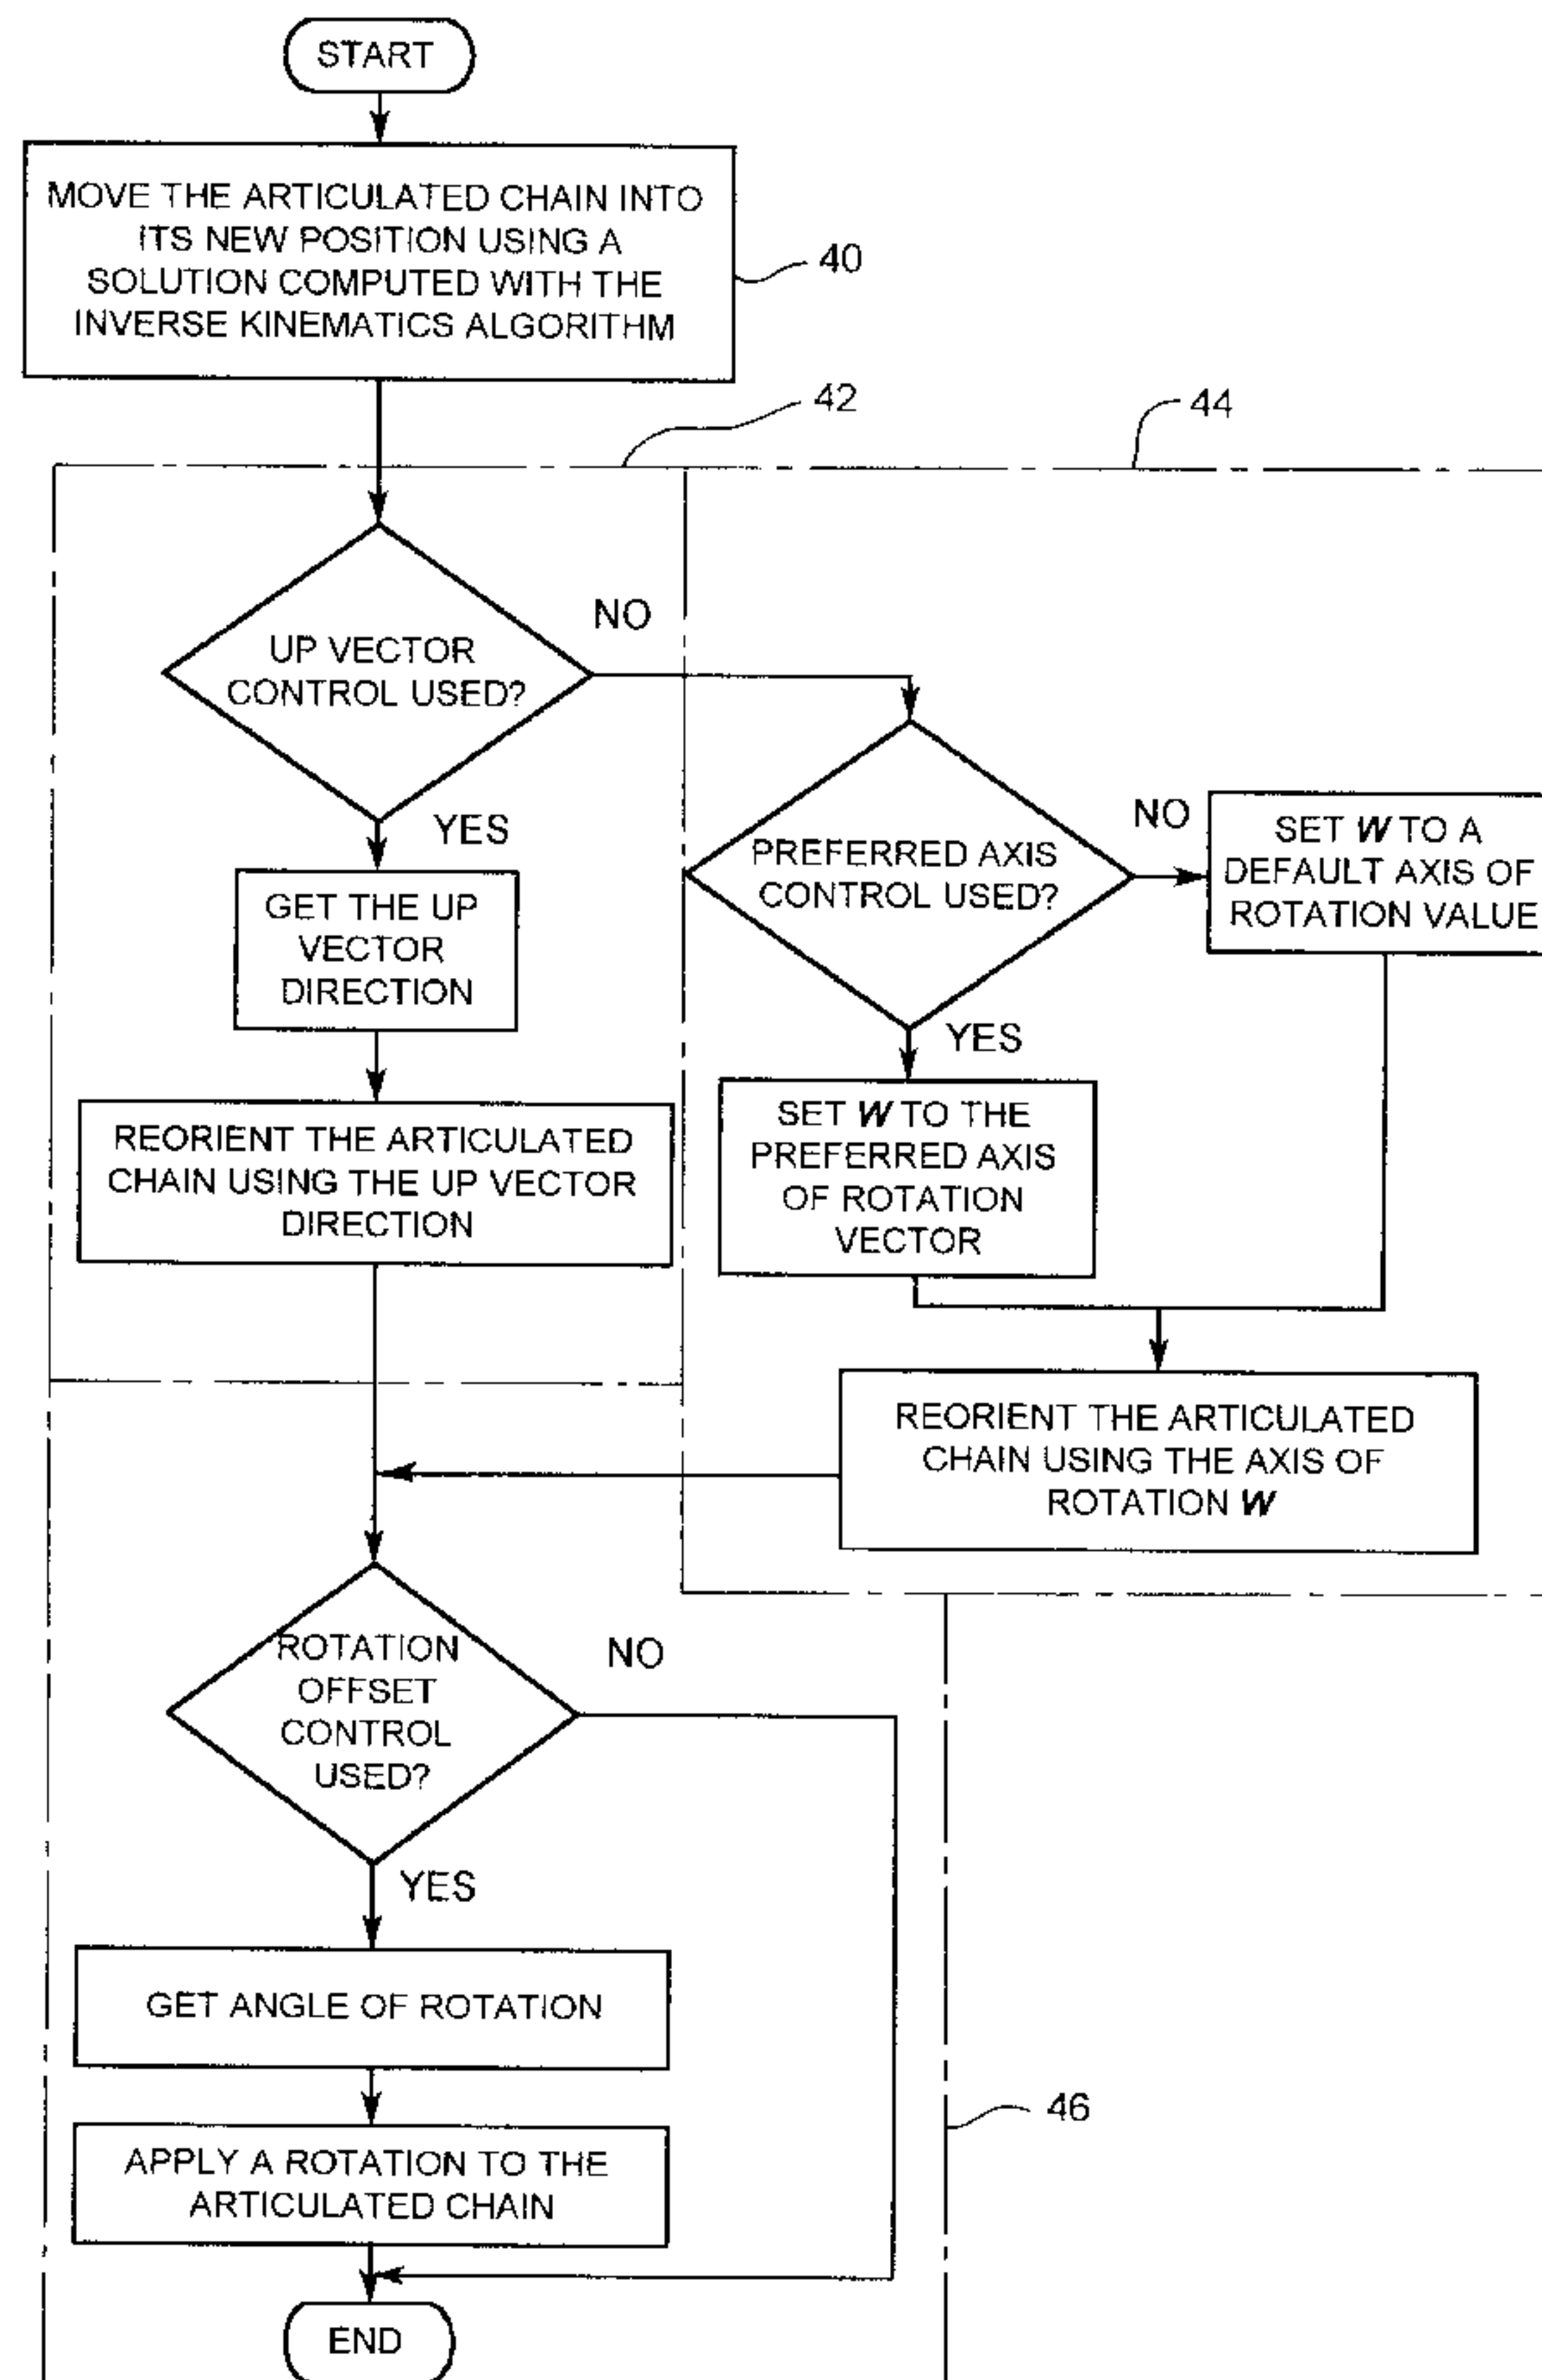 START
MOVE THE ARTICULATED CHAIN INTO
ITS NEW POSITION USING A
SOLUTION COMPUTED WITH THE
INVERSE KINEMATICS ALGORITHM
40
42
44
UP VECTOR
CONTROL USED?
NO
YES
GET THE UP
VECTOR
DIRECTION
REORIENT THE ARTICULATED
CHAIN USING THE UP VECTOR
DIRECTION
PREFERRED AXIS
CONTROL USED?
NO
SET W TO A
DEFAULT AXIS OF
ROTATION VALUE
YES
SET W TO THE
PREFERRED AXIS
OF ROTATION
VECTOR
REORIENT THE ARTICULATED
CHAIN USING THE AXIS OF
ROTATION W
ROTATION
OFFSET
CONTROL
USED?
NO
YES
GET ANGLE OF ROTATION
APPLY A ROTATION TO THE
ARTICULATED CHAIN
46
END